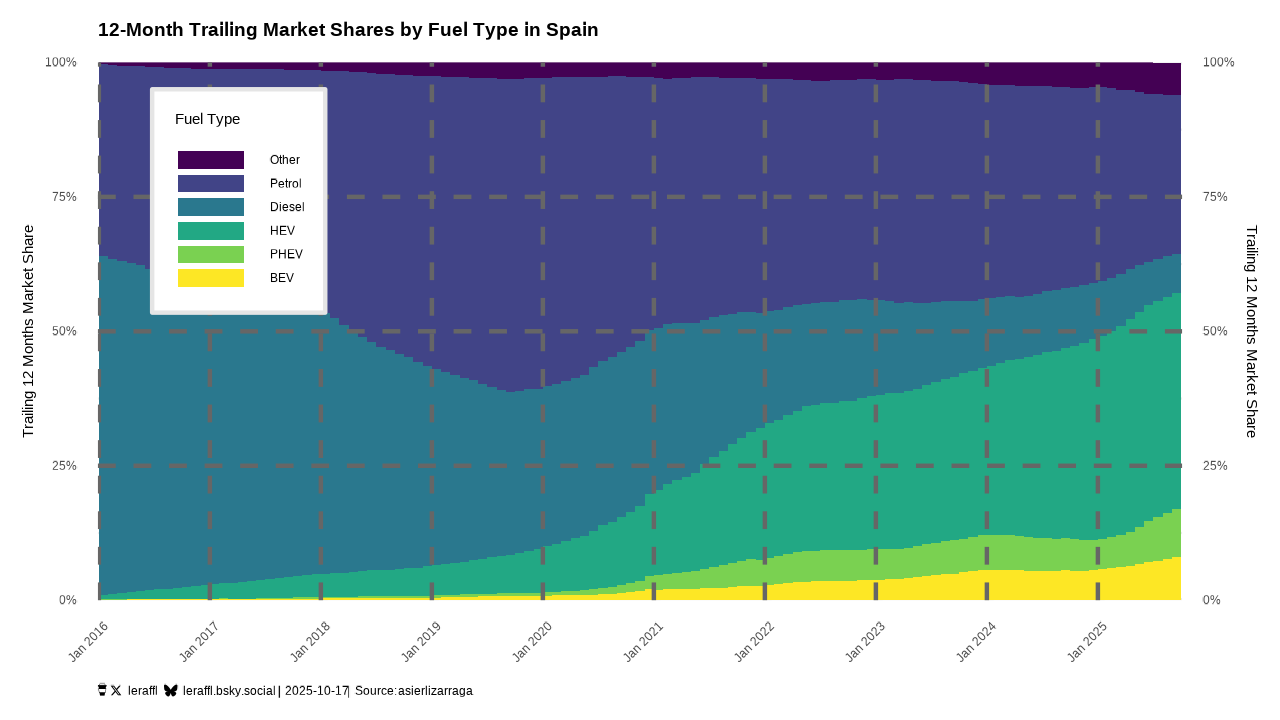 12-Month Trailing Market Shares by Fuel Type in Spain
100%
100%
Fuel Type
Other
Petrol
Diesel
HEV
PHEV
BEV
75%
75%
50%
50%
25%
25%
0%
0%
Trailing 12 Months Market Share
Trailing 12 Months Market Share
Jan 2016
Jan 2017
Jan 2018
Jan 2019
Jan 2020
Jan 2021
Jan 2022
Jan 2023
Jan 2024
Jan 2025
leraffl leraffl.bsky.social | 2025-10-17| Source:asierlizarraga